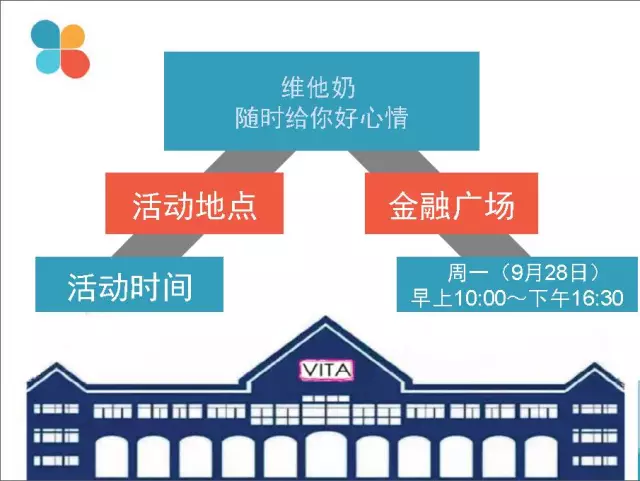 维他奶
随时给你好心情
活动地点
金融广场
活动时间
周一（9月28日）
早上10:00～下午16:30
VITA